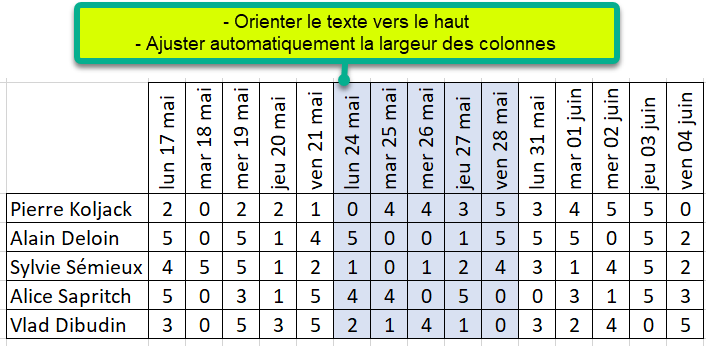 - Orienter le texte vers le haut
- Ajuster automatiquement la largeur des colonnes
lun 17 mai mar 18 mai mer 19 mai jeu 20 mai ven 21 mai lun 24 mai mar 25 mai mer 26 mai jeu 27 mai ven 28 mai lun 31 mai mar 01 juin mer 02 juin jeu 03 juin ven 04 juin
Pierre Koljack 2 0 2 2 1 0 4 4 3 5 3 4 5 5 0
Alain Deloin 5 0 5 1 4 5 0 0 1 5 5 5 0 5 2
Sylvie Sémieux 4 5 5 1 2 1 0 1 2 4 3 1 4 5 2
Alice Sapritch 5 0 3 1 5 4 4 0 5 0 0 3 1 5 3
Vlad Dibudin 3 0 5 3 5 2 1 4 1 0 3 2 4 0 5